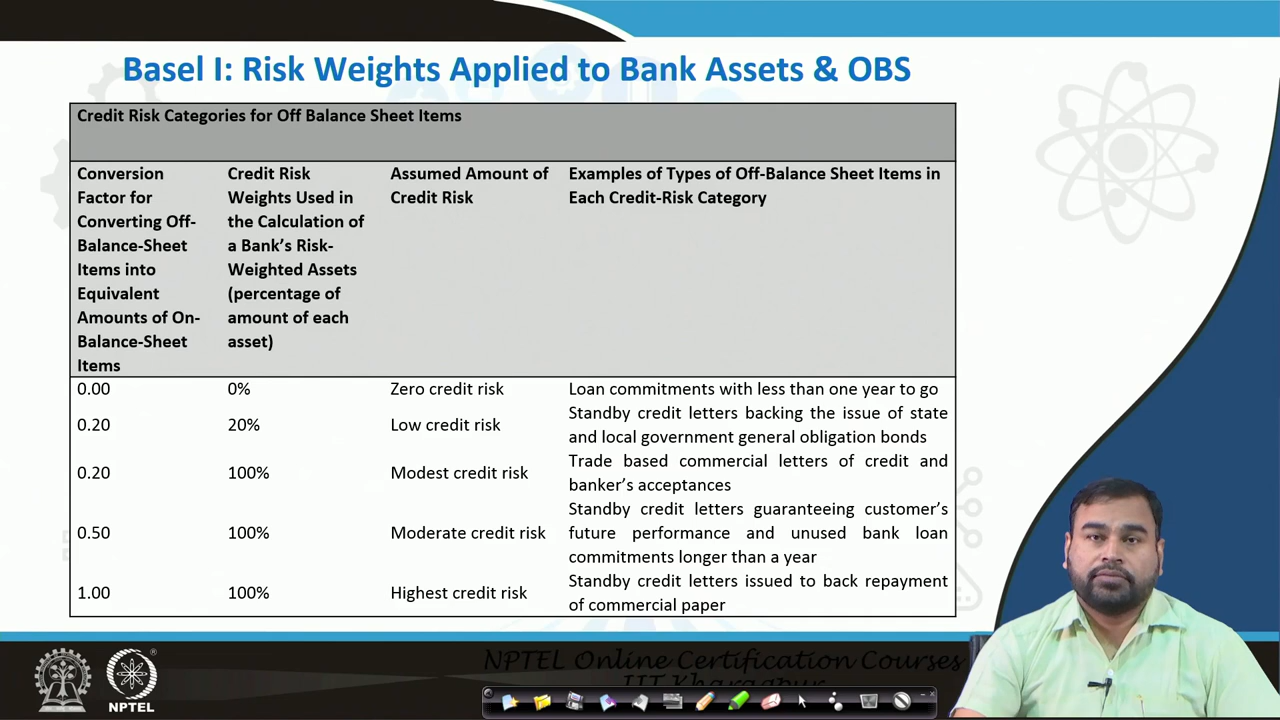 Basel I: Risk Weights Applied to Bank Assets & OBS
Credit Risk Categories for Off Balance Sheet Items
Conversion
Factor for
Converting Off-
Balance-Sheet
Items into
Equivalent
Amounts of On-
Balance-Sheet
Items
Credit Risk
Weights Used in
the Calculation of
a Bank's Risk-
Weighted Assets
(percentage of
amount of each
asset)
Assumed Amount of
Credit Risk
Examples of Types of Off-Balance Sheet Items in
Each Credit-Risk Category
0.00 0% Zero credit risk Loan commitments with less than one year to go
0.20 20% Low credit risk Standby credit letters backing the issue of state
and local government general obligation bonds
0.20 100% Modest credit risk Trade based commercial letters of credit and
banker's acceptances
0.50 100% Moderate credit risk Standby credit letters guaranteeing customer's
future performance and unused bank loan
commitments longer than a year
1.00 100% Highest credit risk Standby credit letters issued to back repayment
of commercial paper
NPTEL Online Certification Courses
IIT Kharagpur
NPTEL